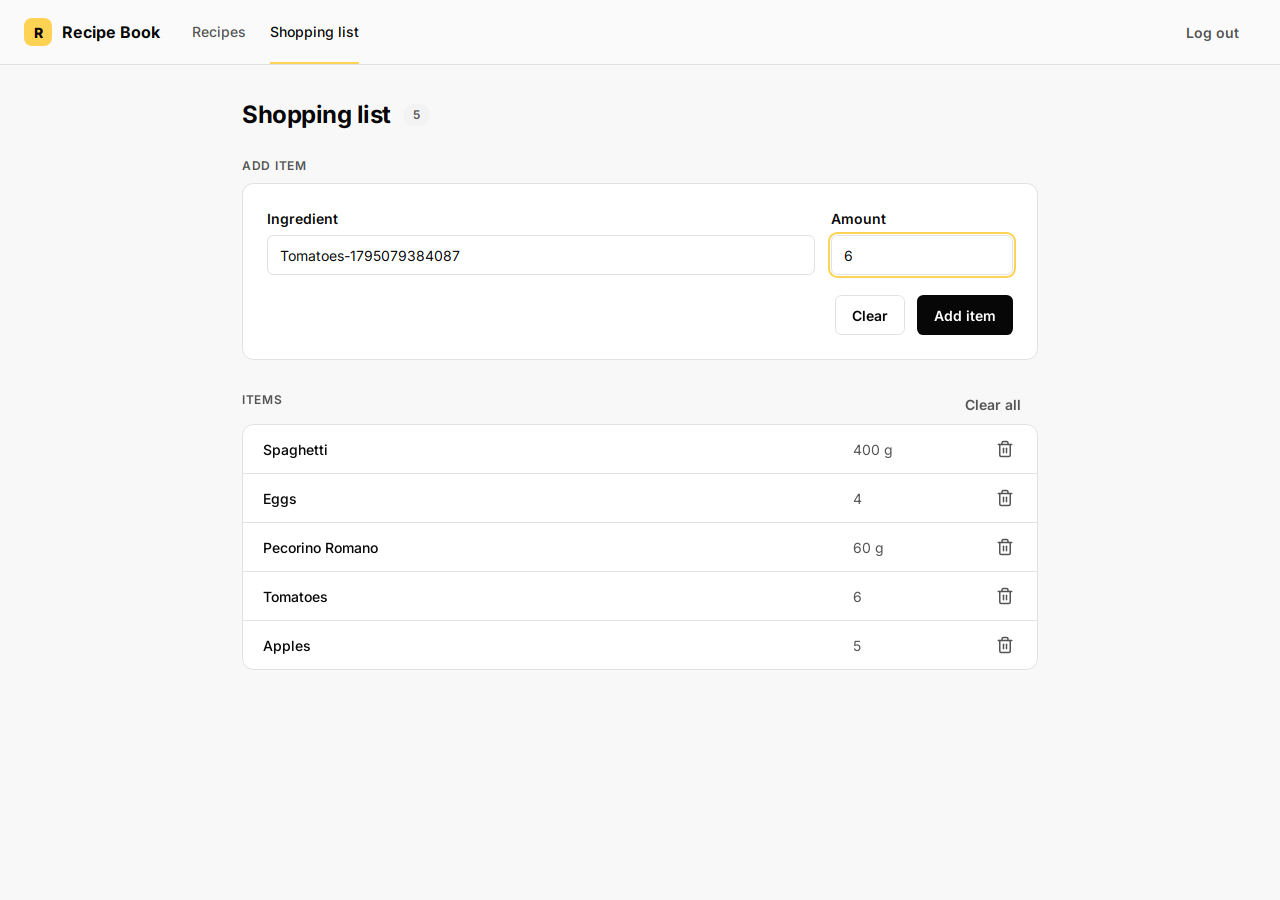 R Recipe Book Recipes Shopping list Log out
Shopping list 5
ADD ITEM
Ingredient Amount
Tomatoes-1795079384087 6
Clear Add item
ITEMS Clear all
Spaghetti 400 g
Eggs 4
Pecorino Romano 60 g
Tomatoes 6
Apples 5